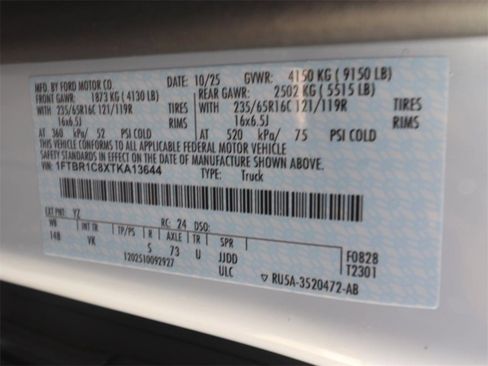 MFD. BY FORD MOTOR CO. DATE: 10/25 GVWR: 4150 KG ( 9150 LB)
FRONT GAWR: 1873 KG ( 4130 LB) REAR GAWR: 2502 KG ( 5515 LB)
WITH 235/65R16C 121/119R TIRES WITH 235/65R16C 121/119R TIRES
16x6.5J RIMS 16x6.5J RIMS
AT 360 kPa/ 52 PSI COLD AT 520 kPa/ 75 PSI COLD
THIS VEHICLE CONFORMS TO ALL APPLICABLE FEDERAL MOTOR VEHICLE
SAFETY STANDARDS IN EFFECT ON THE DATE OF MANUFACTURE SHOWN ABOVE.
VIN: 1FTBR1C8XTKA13644 TYPE: Truck
EXT PNT: YZ RC: 24 DSO:
WB INT TR TP/PS R AXLE TR SPR
148 VK S 73 U JJDD F0828
1202510092927 ULC T2301
RU5A-3520472-AB